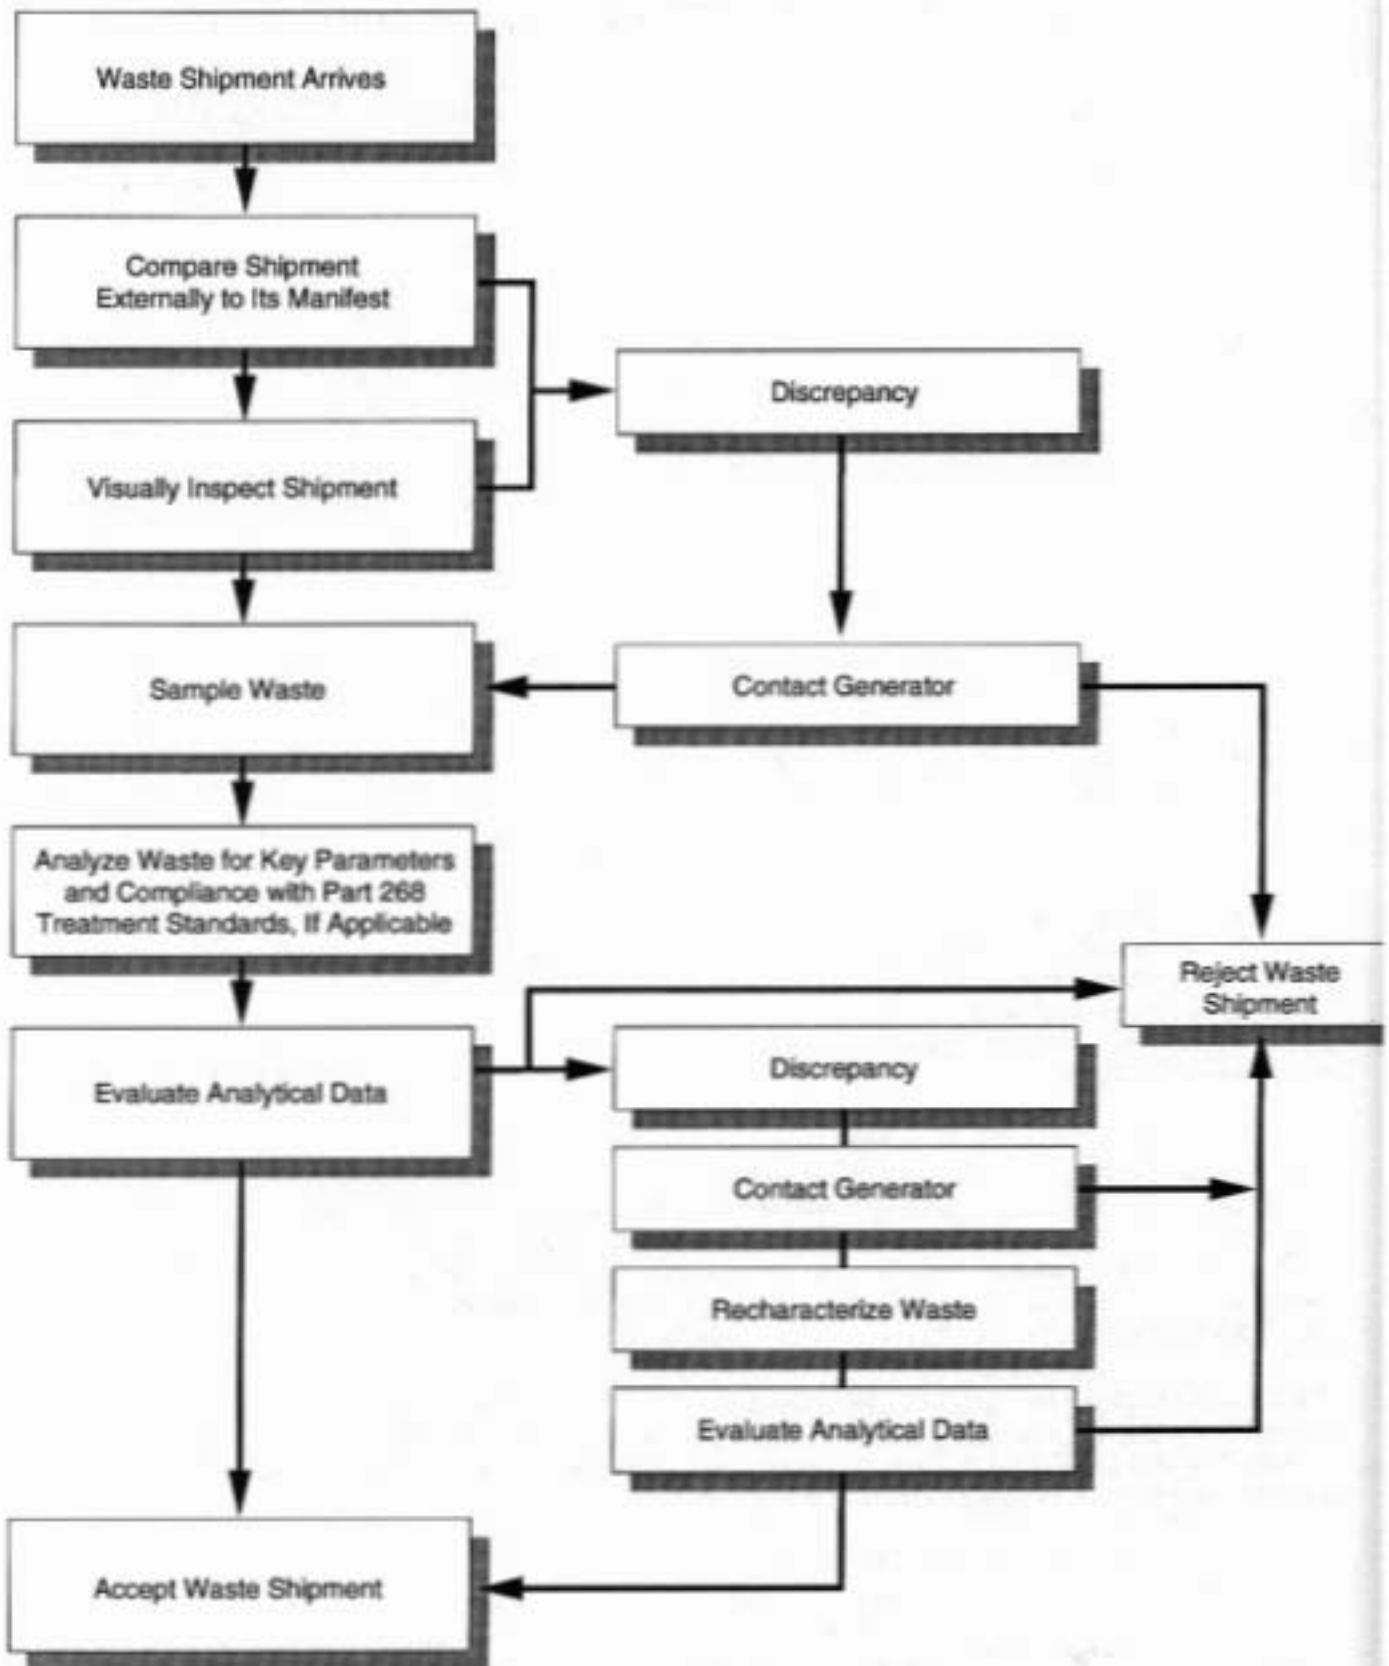 Waste Shipment Arrives
Compare Shipment
Externally to Its Manifest
Discrepancy
Visually Inspect Shipment
Sample Waste
Contact Generator
Analyze Waste for Key Parameters
and Compliance with Part 268
Treatment Standards, If Applicable
Reject Waste
Shipment
Evaluate Analytical Data
Discrepancy
Contact Generator
Recharacterize Waste
Evaluate Analytical Data
Accept Waste Shipment